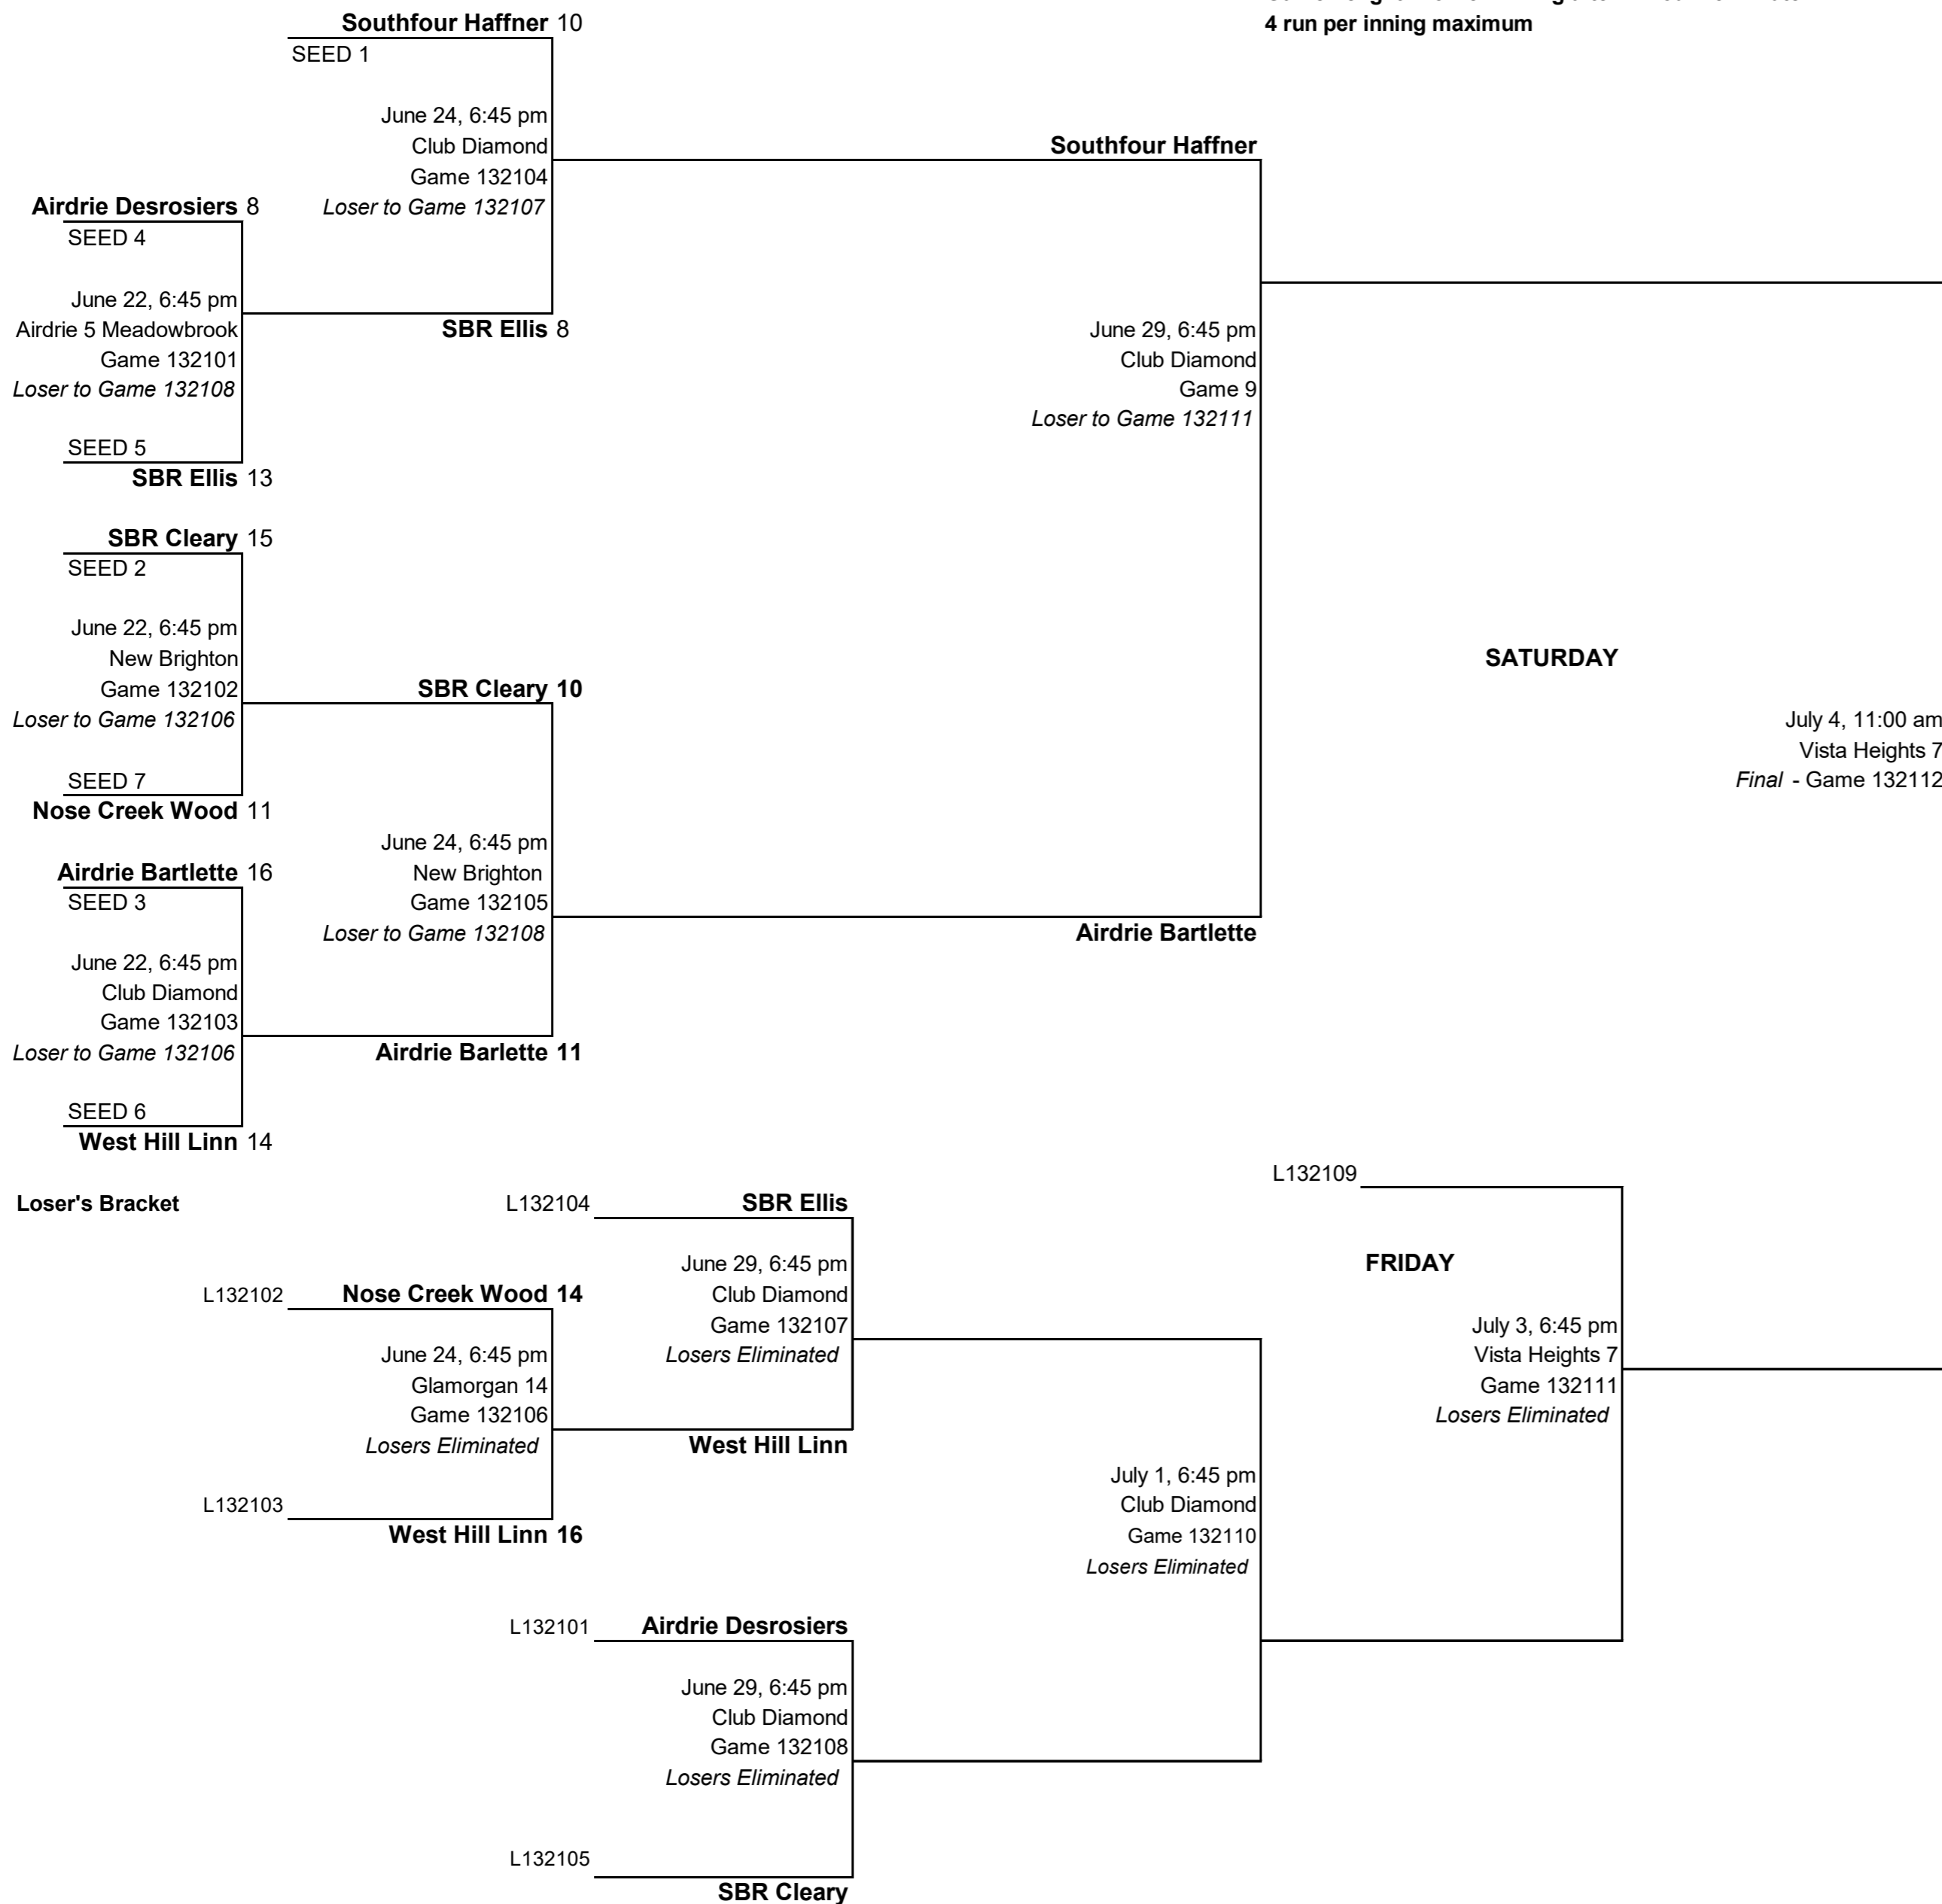 4 run per inning maximum
Southfour Haffner 10
SEED 1
June 24, 6:45 pm
Club Diamond
Game 132104
Loser to Game 132107
Southfour Haffner
Airdrie Desrosiers 8
SEED 4
June 22, 6:45 pm
Airdrie 5 Meadowbrook
Game 132101
Loser to Game 132108
SEED 5
SBR Ellis 13
SBR Ellis 8
June 29, 6:45 pm
Club Diamond
Game 9
Loser to Game 132111
SBR Cleary 15
SEED 2
June 22, 6:45 pm
New Brighton
Game 132102
Loser to Game 132106
SEED 7
Nose Creek Wood 11
SBR Cleary 10
SATURDAY
July 4, 11:00 am
Vista Heights 7
Final - Game 132112
June 24, 6:45 pm
New Brighton
Game 132105
Loser to Game 132108
Airdrie Bartlette 16
SEED 3
June 22, 6:45 pm
Club Diamond
Game 132103
Loser to Game 132106
SEED 6
West Hill Linn 14
Airdrie Bartlette
Airdrie Barlette 11
Loser's Bracket
L132104
SBR Ellis
L132109
June 29, 6:45 pm
Club Diamond
Game 132107
Losers Eliminated
FRIDAY
L132102
Nose Creek Wood 14
June 24, 6:45 pm
Glamorgan 14
Game 132106
Losers Eliminated
July 3, 6:45 pm
Vista Heights 7
Game 132111
Losers Eliminated
West Hill Linn
L132103
West Hill Linn 16
July 1, 6:45 pm
Club Diamond
Game 132110
Losers Eliminated
L132101
Airdrie Desrosiers
June 29, 6:45 pm
Club Diamond
Game 132108
Losers Eliminated
L132105
SBR Cleary